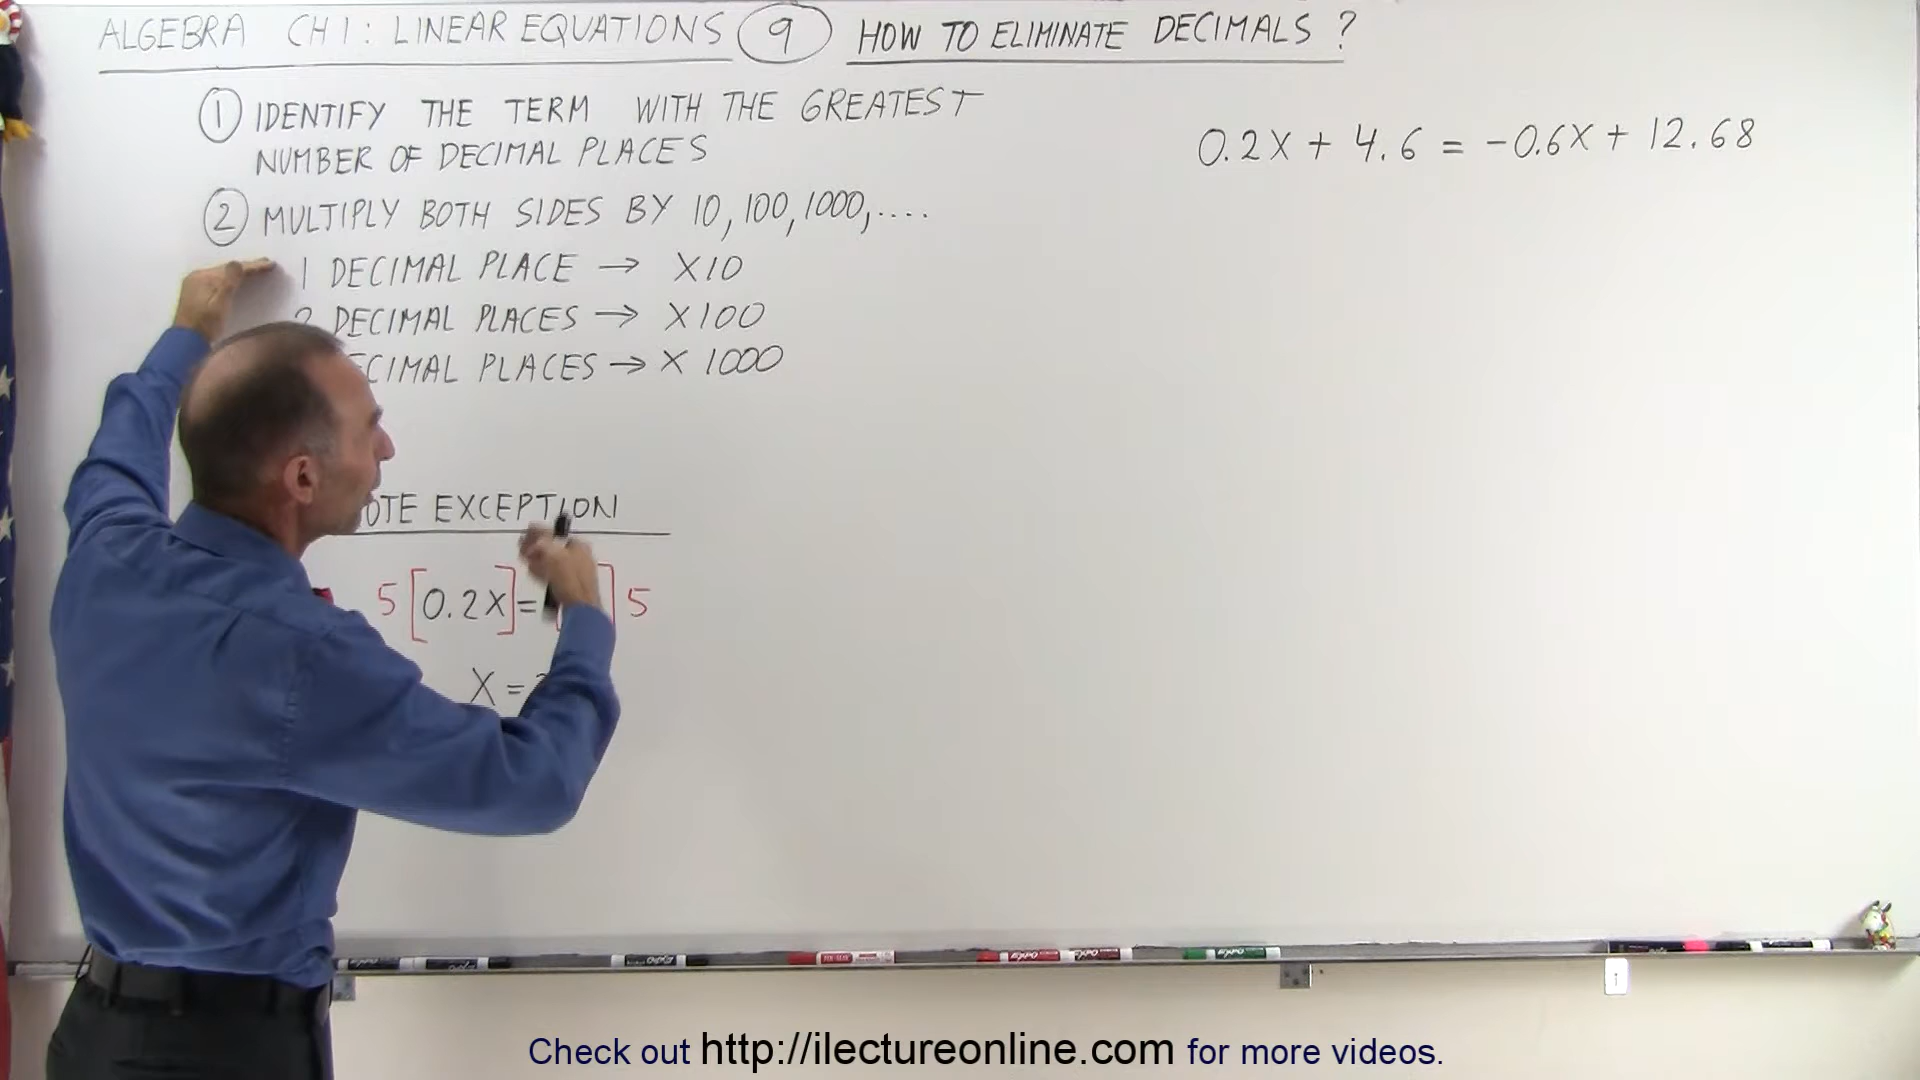 ALGEBRA CH 1: LINEAR EQUATIONS 9 HOW TO ELIMINATE DECIMALS ?
1 IDENTIFY THE TERM WITH THE GREATEST
NUMBER OF DECIMAL PLACES
2 MULTIPLY BOTH SIDES BY 10, 100, 1000, ....
1 DECIMAL PLACE → X10
2 DECIMAL PLACES → X100
DECIMAL PLACES → X 1000
EXCEPTION
5 [0.2X] = ] 5
X =
0.2X + 4.6 = -0.6X + 12.68
Check out http://ilectureonline.com for more videos.